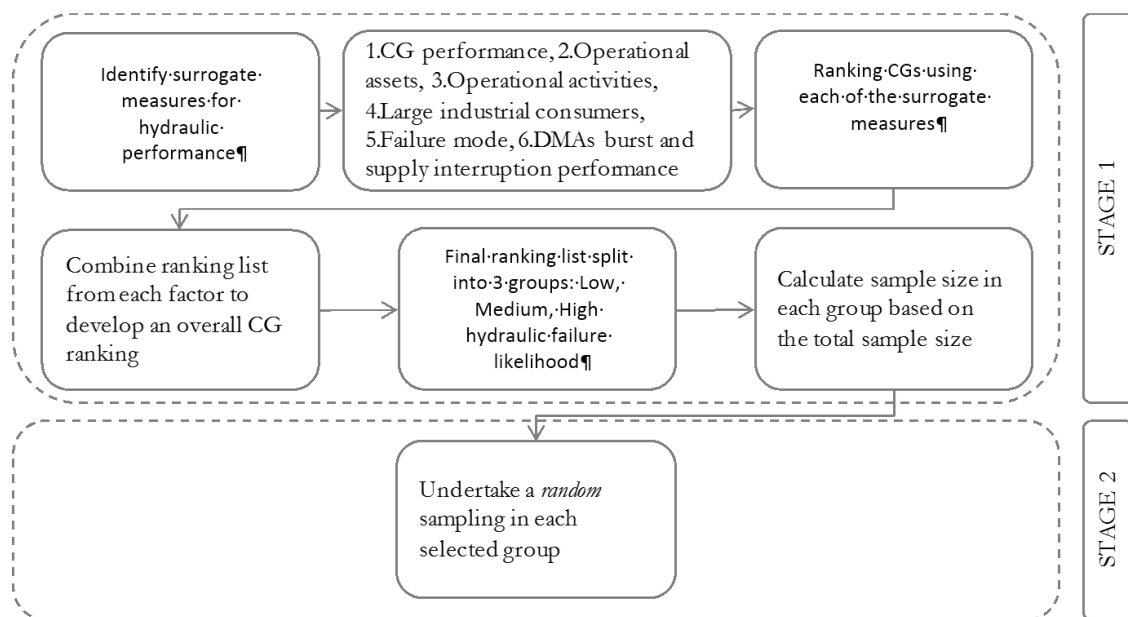 Identify·surrogate·
measures·for·
hydraulic·
performance¶
1.CG performance, 2.Operational
assets, 3.Operational activities,
4.Large industrial consumers,
5.Failure mode, 6.DMAs burst and
supply interruption performance
Ranking·CGs·using·
each·of·the·surrogate·
measures¶
Combine ranking list
from each factor to
develop an overall CG
ranking
Final·ranking·list·split·
into·3·groups:·Low,·
Medium,·High·
hydraulic·failure·
likelihood¶
Calculate sample size in
each group based on
the total sample size
STAGE 1
Undertake a random
sampling in each
selected group
STAGE 2